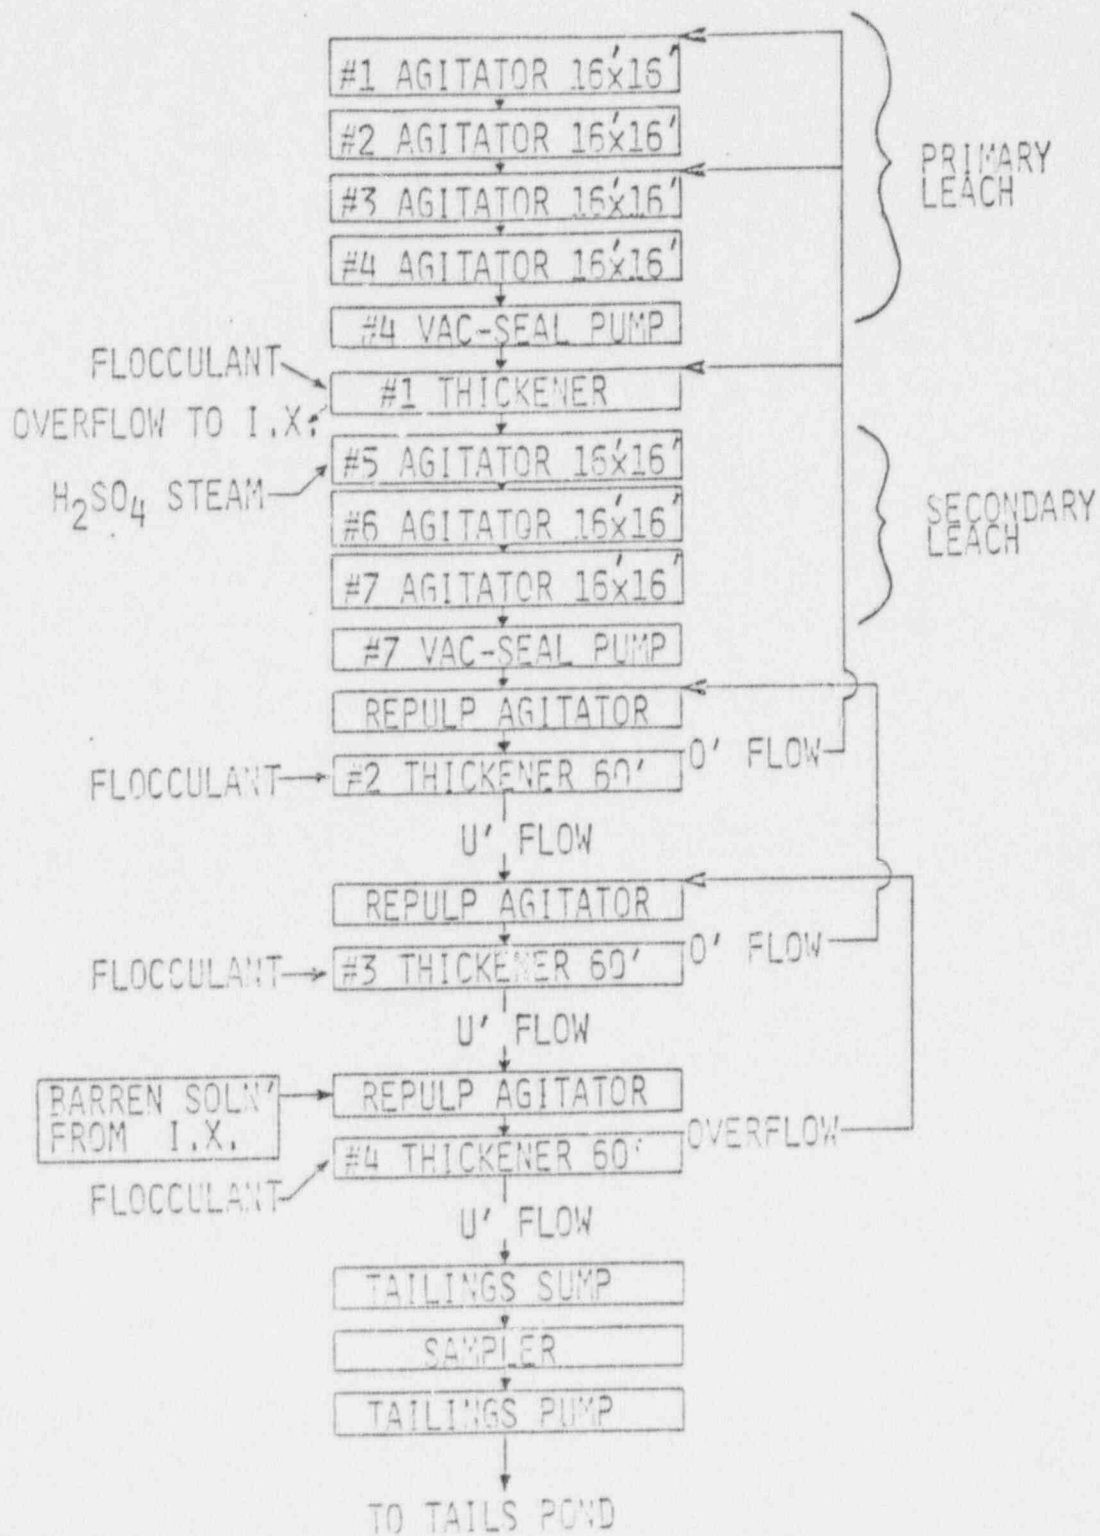 #1 AGITATOR 16'x16'
#2 AGITATOR 16'x16'
#3 AGITATOR 16'x16'
#4 AGITATOR 16'x16'
PRIMARY
LEACH
#4 VAC-SEAL PUMP
FLOCCULANT
#1 THICKENER
OVERFLOW TO I.X.
#5 AGITATOR 16'x16'
H₂SO₄ STEAM
#6 AGITATOR 16'x16'
SECONDARY
LEACH
#7 AGITATOR 16'x16'
#7 VAC-SEAL PUMP
REPULP AGITATOR
O' FLOW
FLOCCULANT
#2 THICKENER 60'
U' FLOW
REPULP AGITATOR
O' FLOW
FLOCCULANT
#3 THICKENER 60'
U' FLOW
BARREN SOLN'
FROM I.X.
REPULP AGITATOR
OVERFLOW
#4 THICKENER 60'
FLOCCULANT
U' FLOW
TAILINGS SUMP
SAMPLER
TAILINGS PUMP
TO TAILS POND